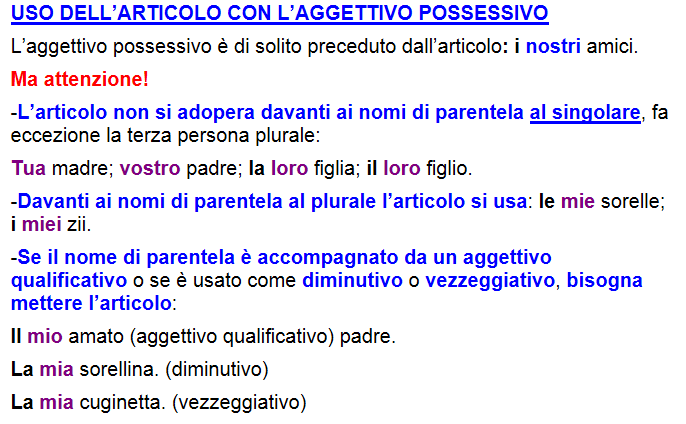 USO DELL’ARTICOLO CON L’AGGETTIVO POSSESSIVO
L’aggettivo possessivo è di solito preceduto dall’articolo: i nostri amici.
Ma attenzione!
-L’articolo non si adopera davanti ai nomi di parentela al singolare, fa
eccezione la terza persona plurale:
Tua madre; vostro padre; la loro figlia; il loro figlio.
-Davanti ai nomi di parentela al plurale l’articolo si usa: le mie sorelle;
i miei zii.
-Se il nome di parentela è accompagnato da un aggettivo
qualificativo o se è usato come diminutivo o vezzeggiativo, bisogna
mettere l’articolo:
Il mio amato (aggettivo qualificativo) padre.
La mia sorellina. (diminutivo)
La mia cuginetta. (vezzeggiativo)